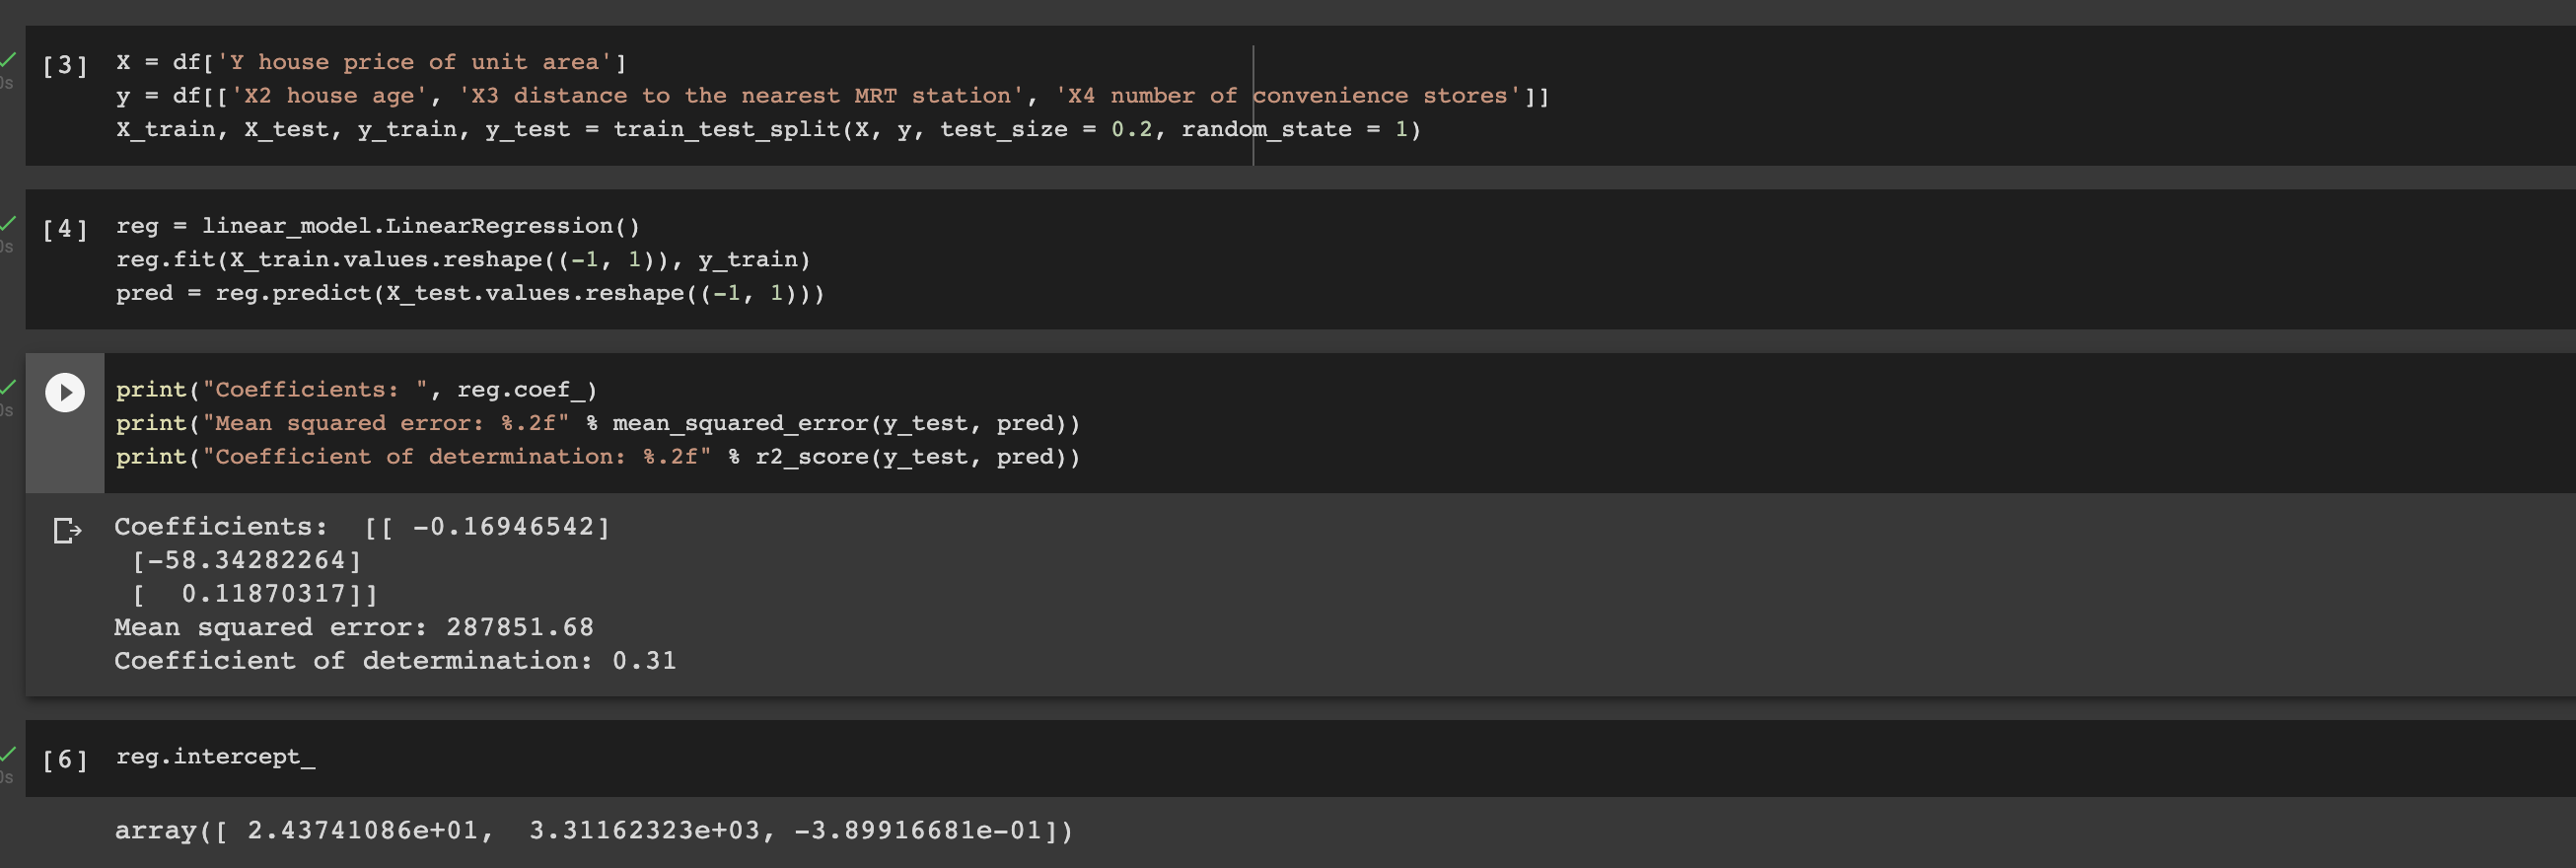 [3] X = df['Y house price of unit area']
y = df[['X2 house age', 'X3 distance to the nearest MRT station', 'X4 number of convenience stores']]
X_train, X_test, y_train, y_test = train_test_split(X, y, test_size = 0.2, random_state = 1)
0s
[4] reg = linear_model.LinearRegression()
reg.fit(X_train.values.reshape((-1, 1)), y_train)
pred = reg.predict(X_test.values.reshape((-1, 1)))
0s
print("Coefficients: ", reg.coef_)
print("Mean squared error: %.2f" % mean_squared_error(y_test, pred))
print("Coefficient of determination: %.2f" % r2_score(y_test, pred))
0s
Coefficients:  [[ -0.16946542]
 [-58.34282264]
 [  0.11870317]]
Mean squared error: 287851.68
Coefficient of determination: 0.31
[6] reg.intercept_
0s
array([ 2.43741086e+01,  3.31162323e+03, -3.89916681e-01])